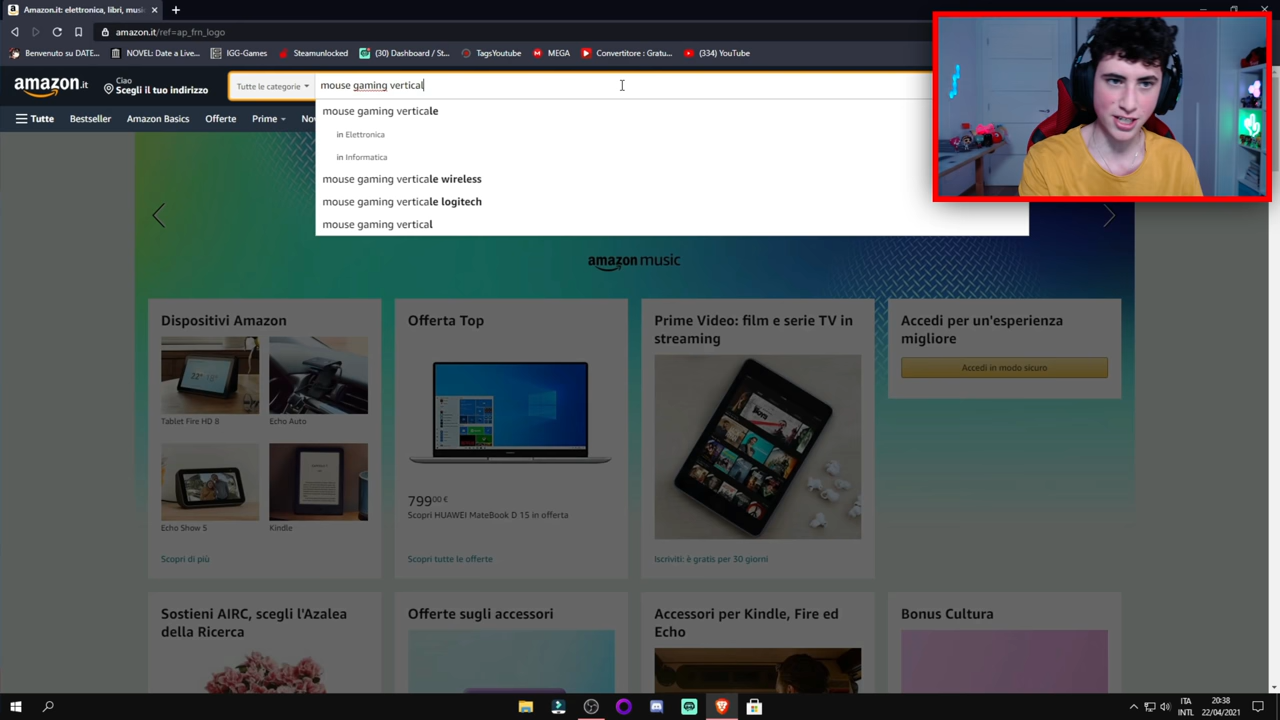 Amazon.it: elettronica, libri, mus
amazon.it/ref=ap_frn_logo
Benvenuto su DATE...
NOVEL: Date a Live...
IGG-Games
Steamunlocked
(30) Dashboard / St...
TagsYoutube
MEGA
Convertitore : Gratu...
(334) YouTube
amazon.it
Ciao
Scegli il tuo indirizzo
Tutte le categorie
mouse gaming vertical
Tutte
Bestseller
Amazon Basics
Offerte
Prime
mouse gaming verticale
in Elettronica
in Informatica
mouse gaming verticale wireless
mouse gaming verticale logitech
mouse gaming vertical
amazon music
Dispositivi Amazon
Tablet Fire HD 8
Echo Auto
Echo Show 5
Kindle
Scopri di più
Offerta Top
799,00 €
Scopri HUAWEI MateBook D 15 in offerta
Scopri tutte le offerte
Prime Video: film e serie TV in
streaming
Iscriviti: è gratis per 30 giorni
Accedi per un'esperienza
migliore
Accedi in modo sicuro
Sostieni AIRC, scegli l'Azalea
della Ricerca
Offerte sugli accessori
Accessori per Kindle, Fire ed
Echo
Bonus Cultura
ITA
INTL
20:38
22/04/2021